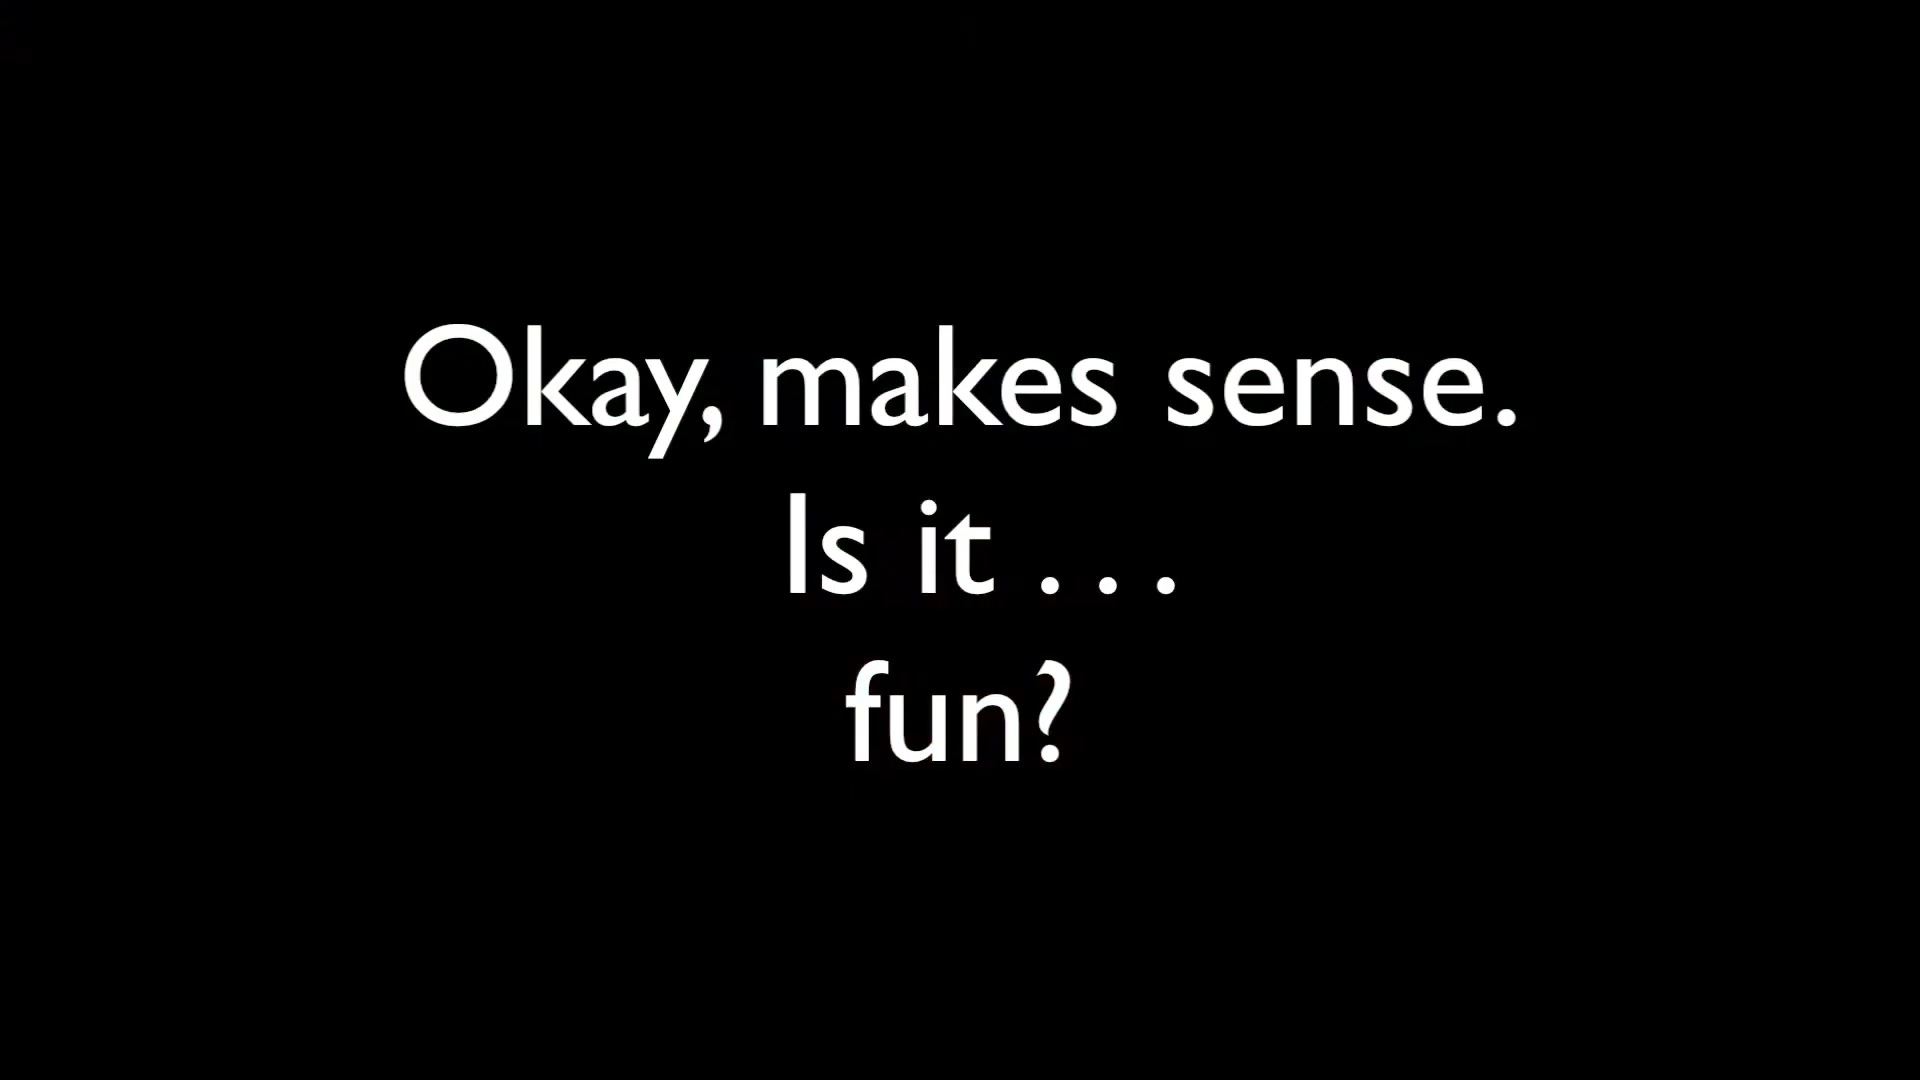 Okay, makes sense.
Is it . . .
fun?